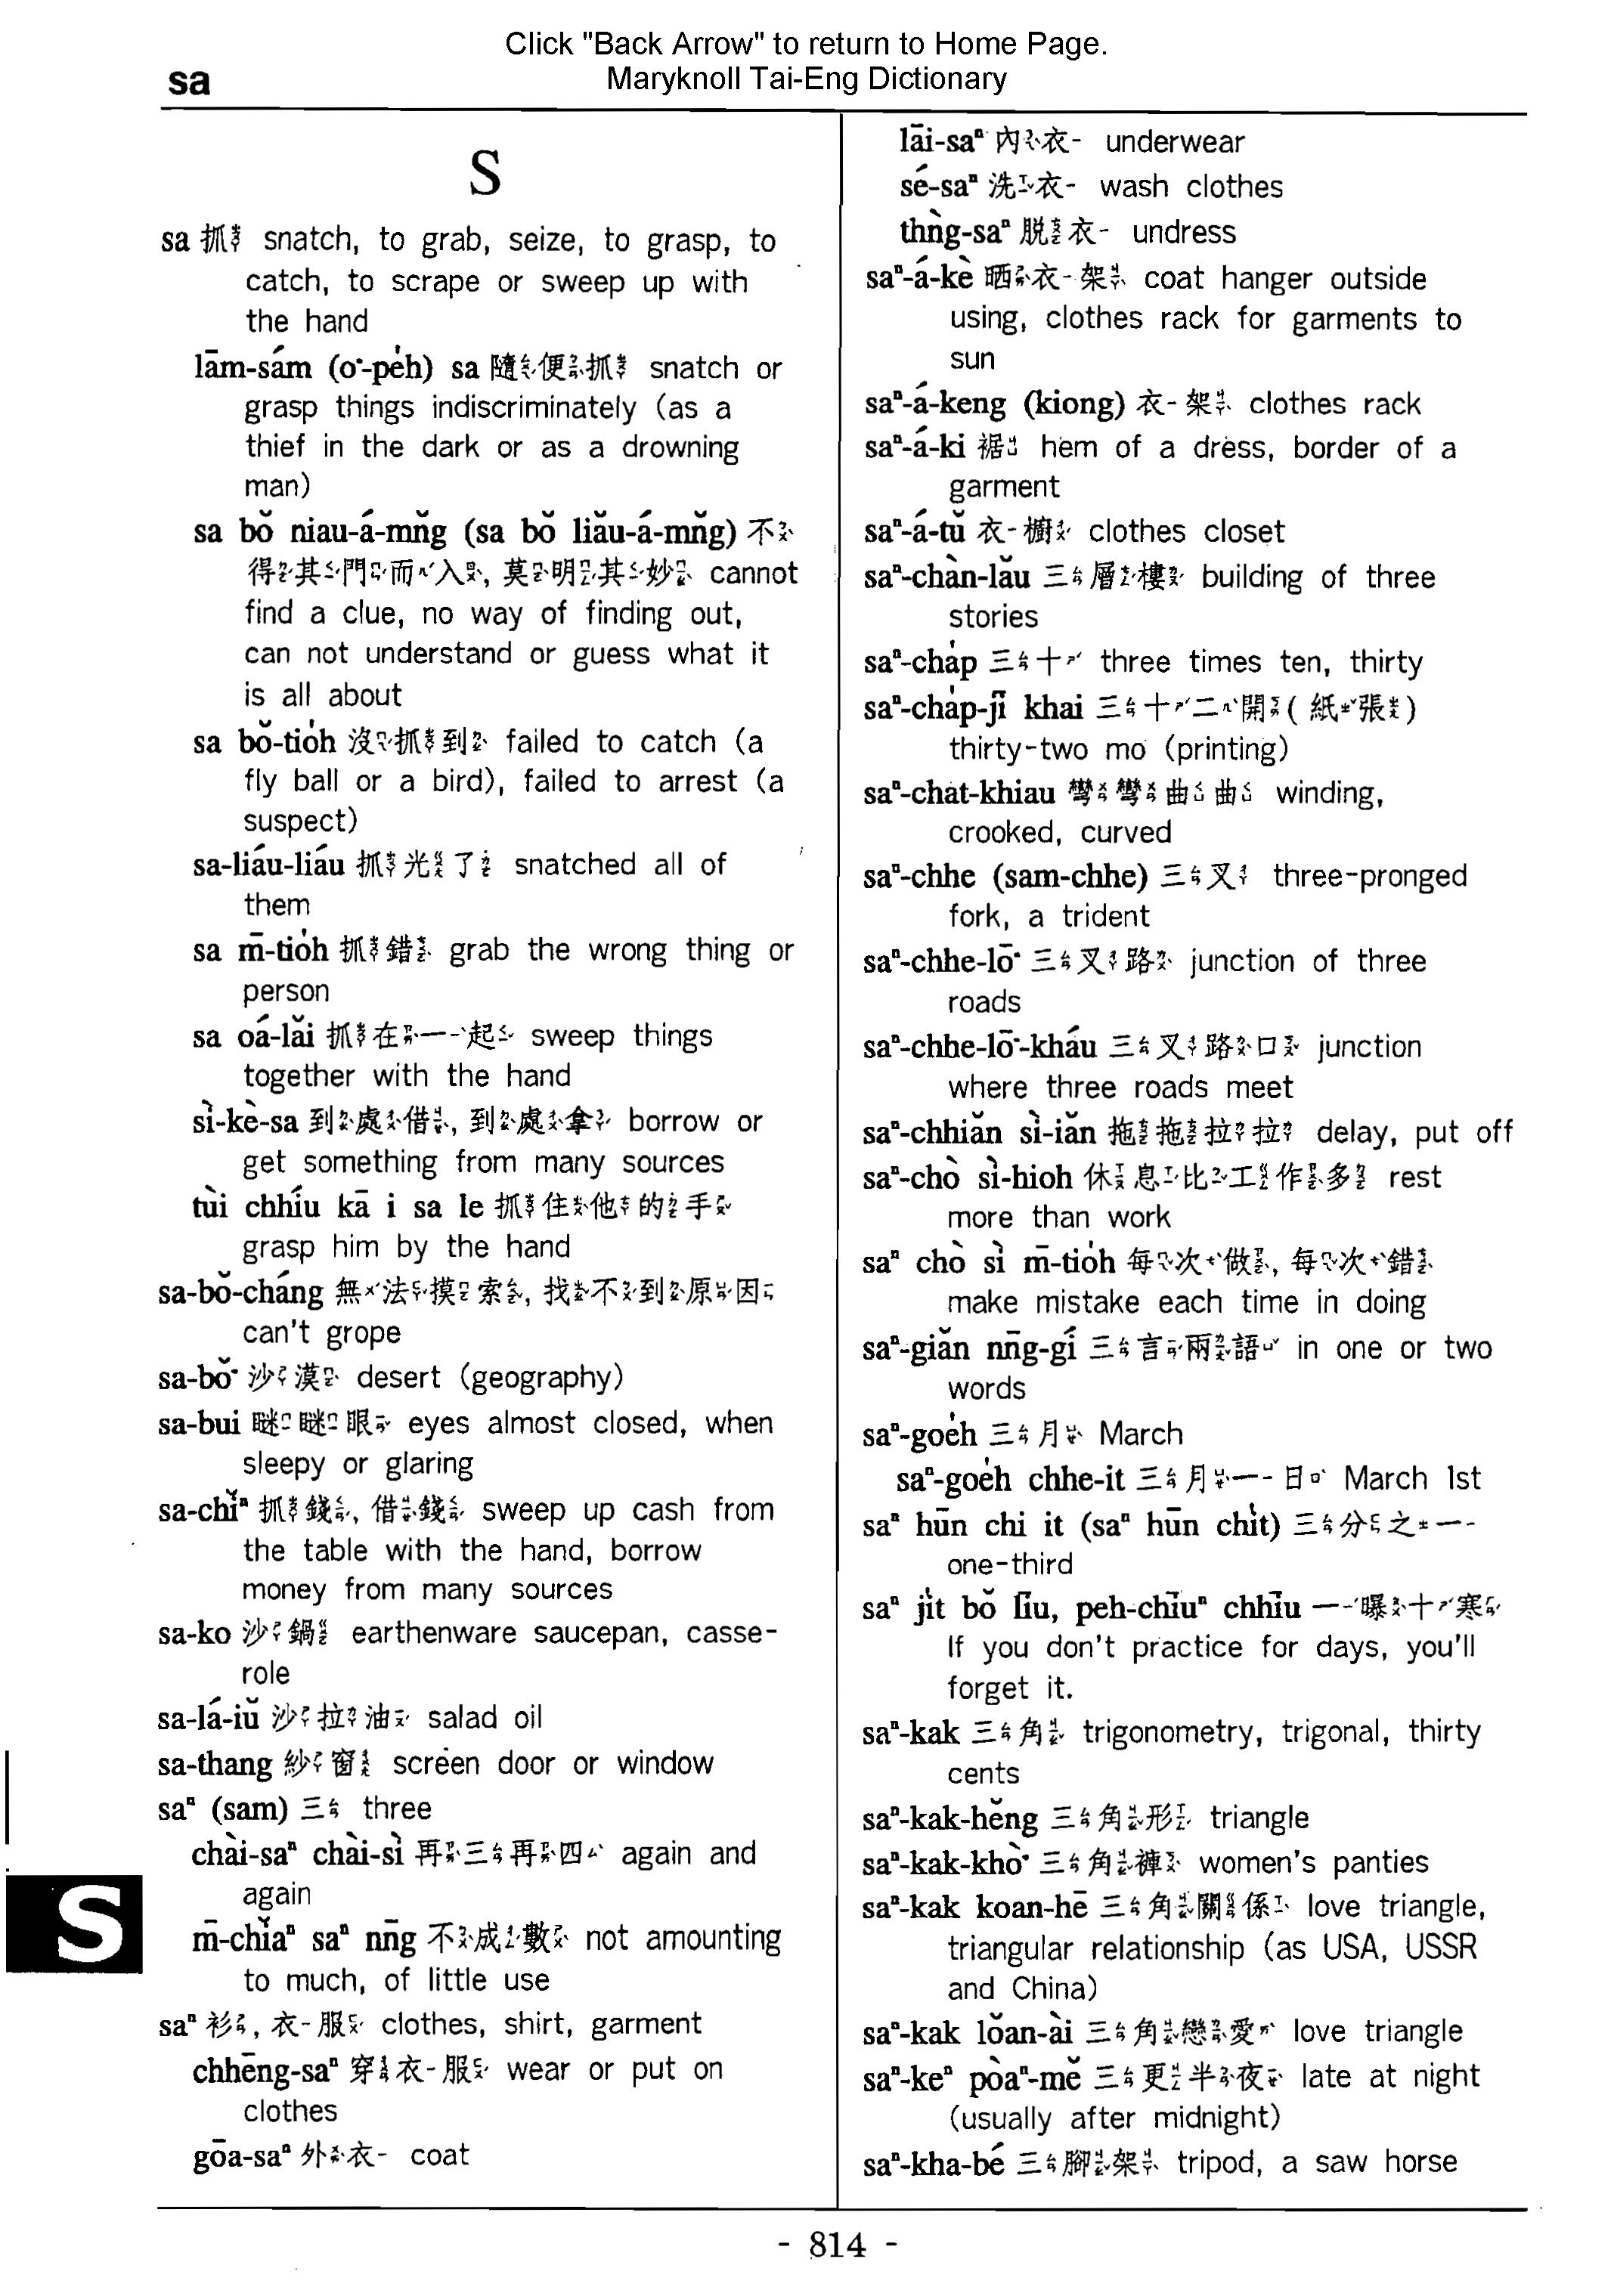 Click "Back Arrow" to return to Home Page.
Maryknoll Tai-Eng Dictionary
sa
S
sa 抓 snatch, to grab, seize, to grasp, to
catch, to scrape or sweep up with
the hand
lām-sám (o͘-pe̍h) sa 隨便抓 snatch or
grasp things indiscriminately (as a
thief in the dark or as a drowning
man)
sa bŏ niau-á-mn̆g (sa bŏ liău-á-mn̆g) 不
得其門而入, 莫明其妙 cannot
find a clue, no way of finding out,
can not understand or guess what it
is all about
sa bŏ-tio̍h 沒抓到 failed to catch (a
fly ball or a bird), failed to arrest (a
suspect)
sa-liáu-liáu 抓光了 snatched all of
them
sa m̄-tio̍h 抓錯 grab the wrong thing or
person
sa oá-lăi 抓在一起 sweep things
together with the hand
sì-kè-sa 到處借, 到處拿 borrow or
get something from many sources
tùi chhíu kā i sa le 抓住他的手
grasp him by the hand
sa-bŏ-cháng 無法摸索, 找不到原因
can't grope
sa-bŏ͘ 沙漠 desert (geography)
sa-bui 瞇瞇眼 eyes almost closed, when
sleepy or glaring
sa-chĭⁿ 抓錢, 借錢 sweep up cash from
the table with the hand, borrow
money from many sources
sa-ko 沙鍋 earthenware saucepan, casse-
role
sa-lá-iŭ 沙拉油 salad oil
sa-thang 紗窗 screen door or window
saⁿ (sam) 三 three
chài-saⁿ chài-sì 再三再四 again and
again
m̄-chĭaⁿ saⁿ nn̄g 不成數 not amounting
to much, of little use
saⁿ 衫, 衣服 clothes, shirt, garment
chhēng-saⁿ 穿衣服 wear or put on
clothes
gōa-saⁿ 外衣 coat
lāi-saⁿ 內衣 underwear
sé-saⁿ 洗衣 wash clothes
thǹg-saⁿ 脫衣 undress
saⁿ-á-kè 晒衣架 coat hanger outside
using, clothes rack for garments to
sun
saⁿ-á-keng (kiong) 衣架 clothes rack
saⁿ-á-ki 裾 hem of a dress, border of a
garment
saⁿ-á-tŭ 衣櫥 clothes closet
saⁿ-chàn-lău 三層樓 building of three
stories
saⁿ-cha̍p 三十 three times ten, thirty
saⁿ-cha̍p-jī khai 三十二開(紙張)
thirty-two mo (printing)
saⁿ-chat-khiau 彎彎曲曲 winding,
crooked, curved
saⁿ-chhe (sam-chhe) 三叉 three-pronged
fork, a trident
saⁿ-chhe-lō͘ 三叉路 junction of three
roads
saⁿ-chhe-lō͘-kháu 三叉路口 junction
where three roads meet
saⁿ-chhiăn sì-iăn 拖拖拉拉 delay, put off
saⁿ-chò sì-hioh 休息比工作多 rest
more than work
saⁿ chò sì m̄-tio̍h 每次做, 每次錯
make mistake each time in doing
saⁿ-giăn nn̄g-gí 三言兩語 in one or two
words
saⁿ-goe̍h 三月 March
saⁿ-goe̍h chhe-it 三月一日 March 1st
saⁿ hūn chi it (saⁿ hūn chi̍t) 三分之一
one-third
saⁿ ji̍t bŏ līu, peh-chīuⁿ chhīu 一曝十寒
If you don't practice for days, you'll
forget it.
saⁿ-kak 三角 trigonometry, trigonal, thirty
cents
saⁿ-kak-hĕng 三角形 triangle
saⁿ-kak-khò͘ 三角褲 women's panties
saⁿ-kak koan-hē 三角關係 love triangle,
triangular relationship (as USA, USSR
and China)
saⁿ-kak lŏan-ài 三角戀愛 love triangle
saⁿ-keⁿ pòaⁿ-mĕ 三更半夜 late at night
(usually after midnight)
saⁿ-kha-bé 三腳架 tripod, a saw horse
S
- 814 -